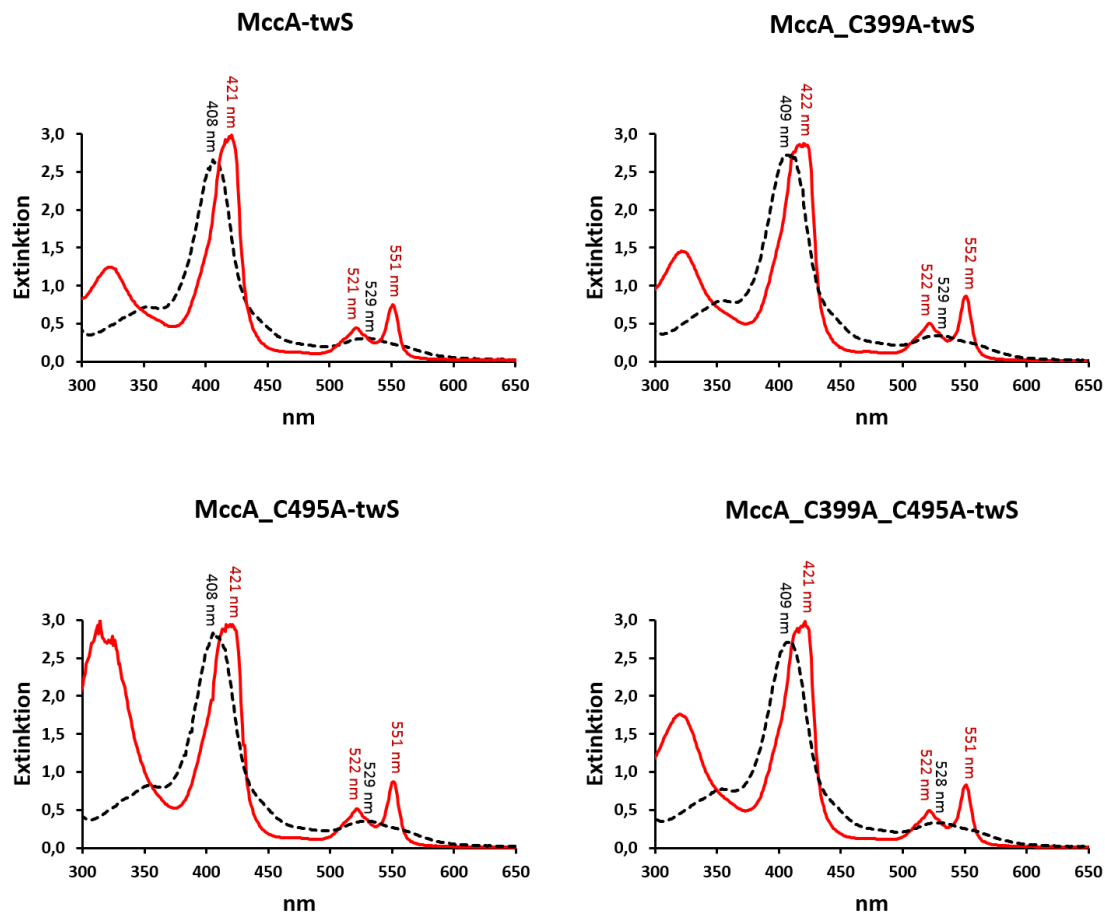 MccA-twS
408 nm
421 nm
521 nm
529 nm
551 nm
3,0
2,5
2,0
1,5
1,0
0,5
0,0
Extinktion
300 350 400 450 500 550 600 650
nm
MccA_C399A-twS
409 nm
422 nm
522 nm
529 nm
552 nm
3,0
2,5
2,0
1,5
1,0
0,5
0,0
Extinktion
300 350 400 450 500 550 600 650
nm
MccA_C495A-twS
408 nm
421 nm
522 nm
529 nm
551 nm
3,0
2,5
2,0
1,5
1,0
0,5
0,0
Extinktion
300 350 400 450 500 550 600 650
nm
MccA_C399A_C495A-twS
409 nm
421 nm
522 nm
528 nm
551 nm
3,0
2,5
2,0
1,5
1,0
0,5
0,0
Extinktion
300 350 400 450 500 550 600 650
nm